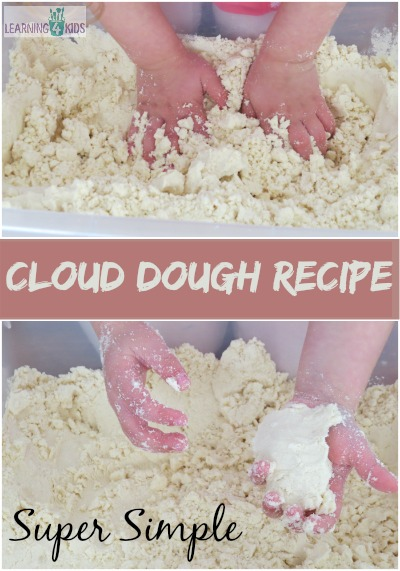 LEARNING 4 KIDS
CLOUD DOUGH RECIPE
Super Simple